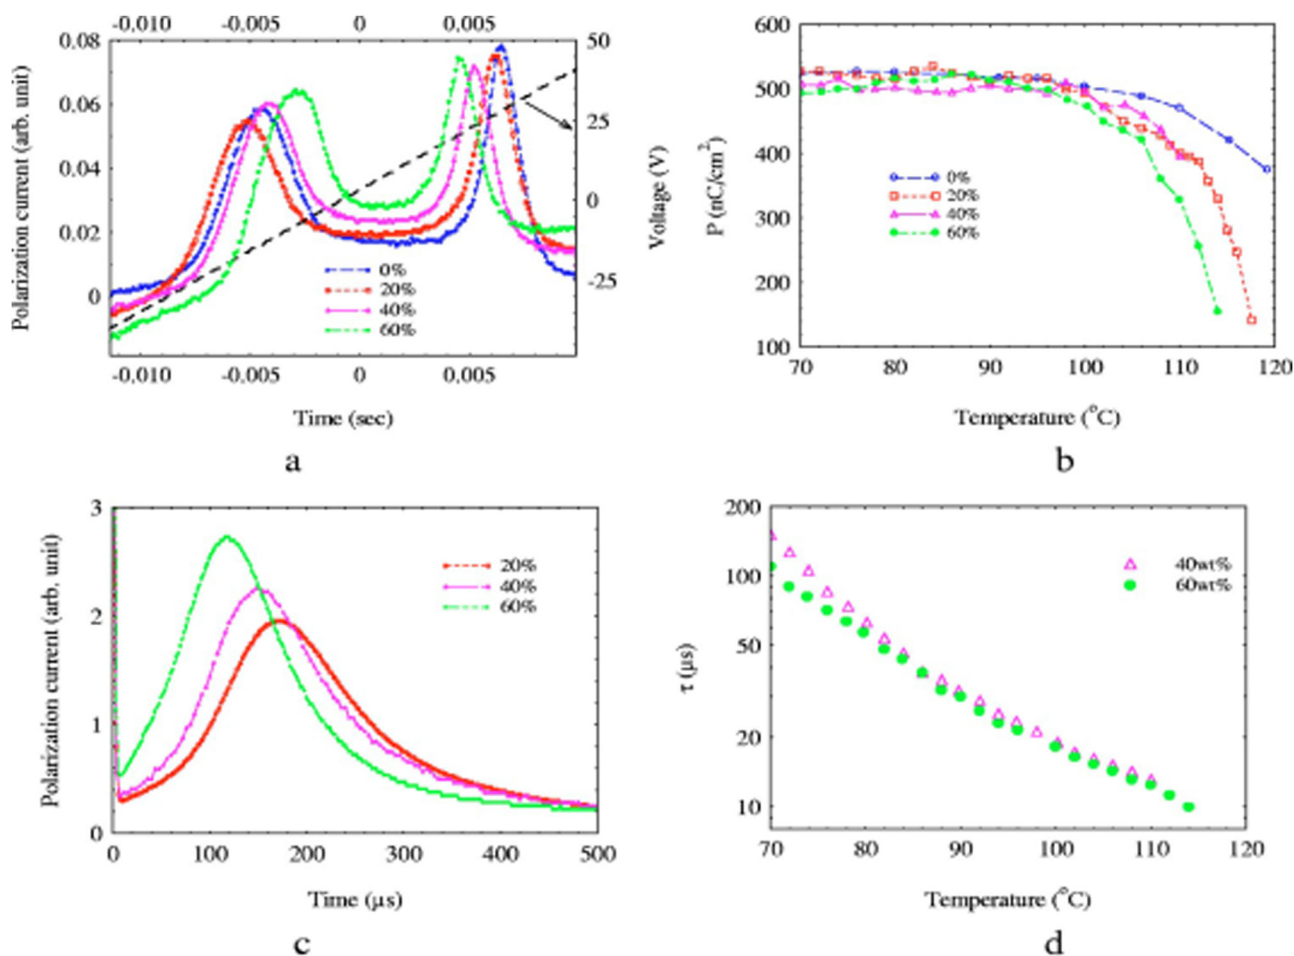 -0.010 -0.005 0 0.005
0.08 50
0.06 25
0.04 0
0.02 -25
0
Polarization current (arb. unit)
Voltage (V)
0%
20%
40%
60%
-0.010 -0.005 0 0.005
Time (sec)
a
600
500
400
300
200
100
P (nC/cm²)
0%
20%
40%
60%
70 80 90 100 110 120
Temperature (°C)
b
3
2
1
0
Polarization current (arb, unit)
20%
40%
60%
0 100 200 300 400 500
Time (µs)
c
200
100
50
20
10
τ (µs)
40wt%
60wt%
70 80 90 100 110 120
Temperature (°C)
d